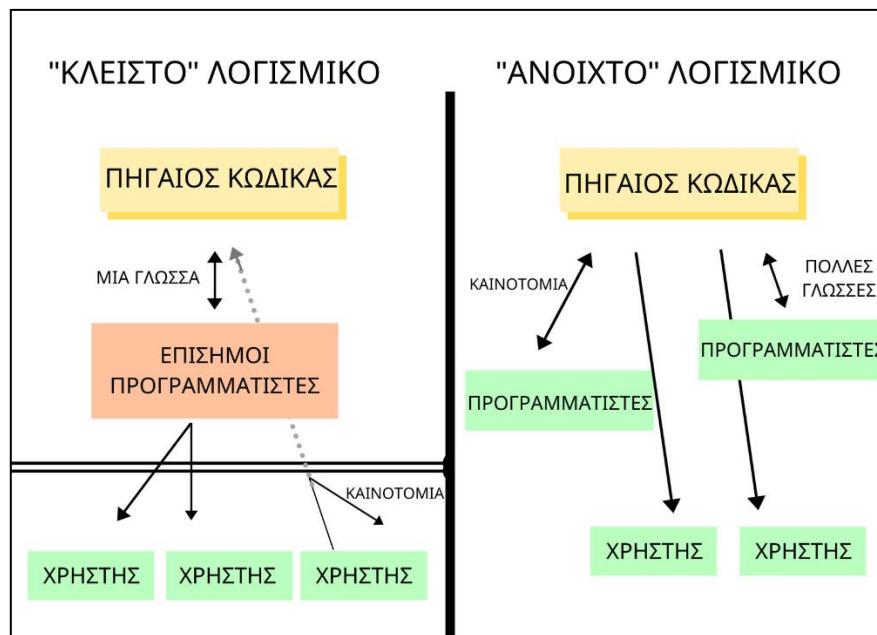 "ΚΛΕΙΣΤΟ" ΛΟΓΙΣΜΙΚΟ
ΠΗΓΑΙΟΣ ΚΩΔΙΚΑΣ
ΜΙΑ ΓΛΩΣΣΑ
ΕΠΙΣΗΜΟΙ
ΠΡΟΓΡΑΜΜΑΤΙΣΤΕΣ
ΚΑΙΝΟΤΟΜΙΑ
ΧΡΗΣΤΗΣ
ΧΡΗΣΤΗΣ
ΧΡΗΣΤΗΣ
"ΑΝΟΙΧΤΟ" ΛΟΓΙΣΜΙΚΟ
ΠΗΓΑΙΟΣ ΚΩΔΙΚΑΣ
ΚΑΙΝΟΤΟΜΙΑ
ΠΟΛΛΕΣ
ΓΛΩΣΣΕΣ
ΠΡΟΓΡΑΜΜΑΤΙΣΤΕΣ
ΠΡΟΓΡΑΜΜΑΤΙΣΤΕΣ
ΧΡΗΣΤΗΣ
ΧΡΗΣΤΗΣ